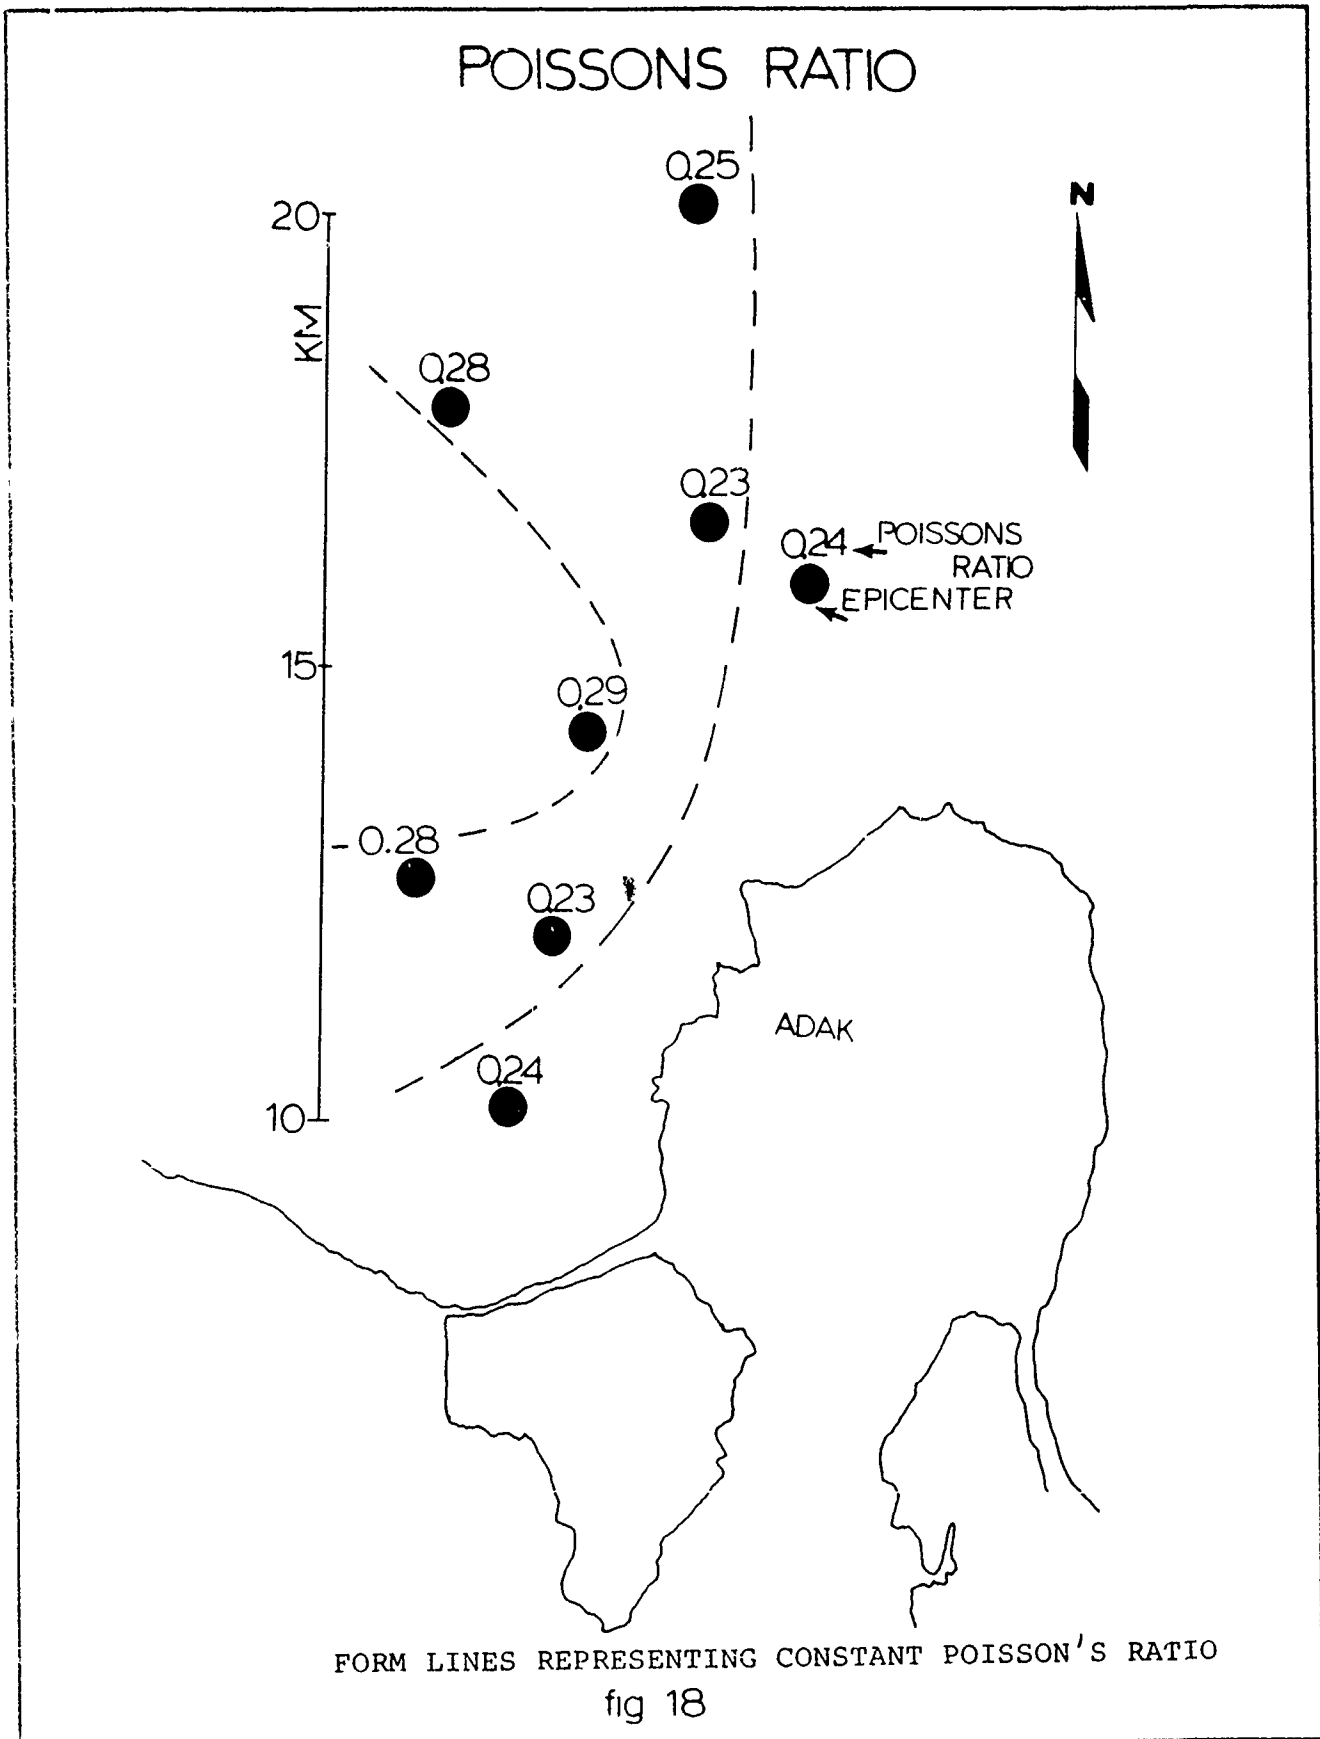 POISSONS RATIO
0.25
N
20
KM
0.28
0.23
0.24
POISSONS
RATIO
EPICENTER
15
0.29
0.28
0.23
ADAK
0.24
10
FORM LINES REPRESENTING CONSTANT POISSON'S RATIO
fig 18